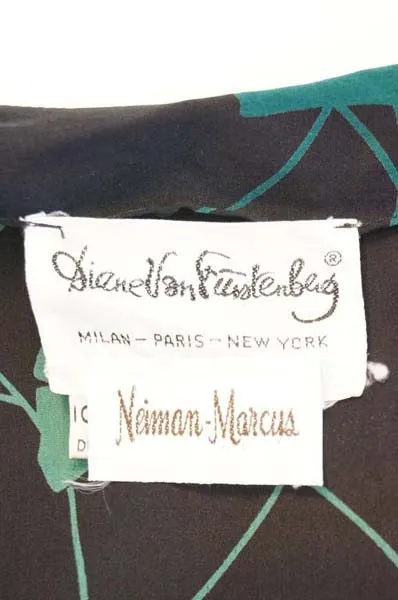 Diane Von Furstenberg®
MILAN – PARIS – NEW YORK
Neiman-Marcus